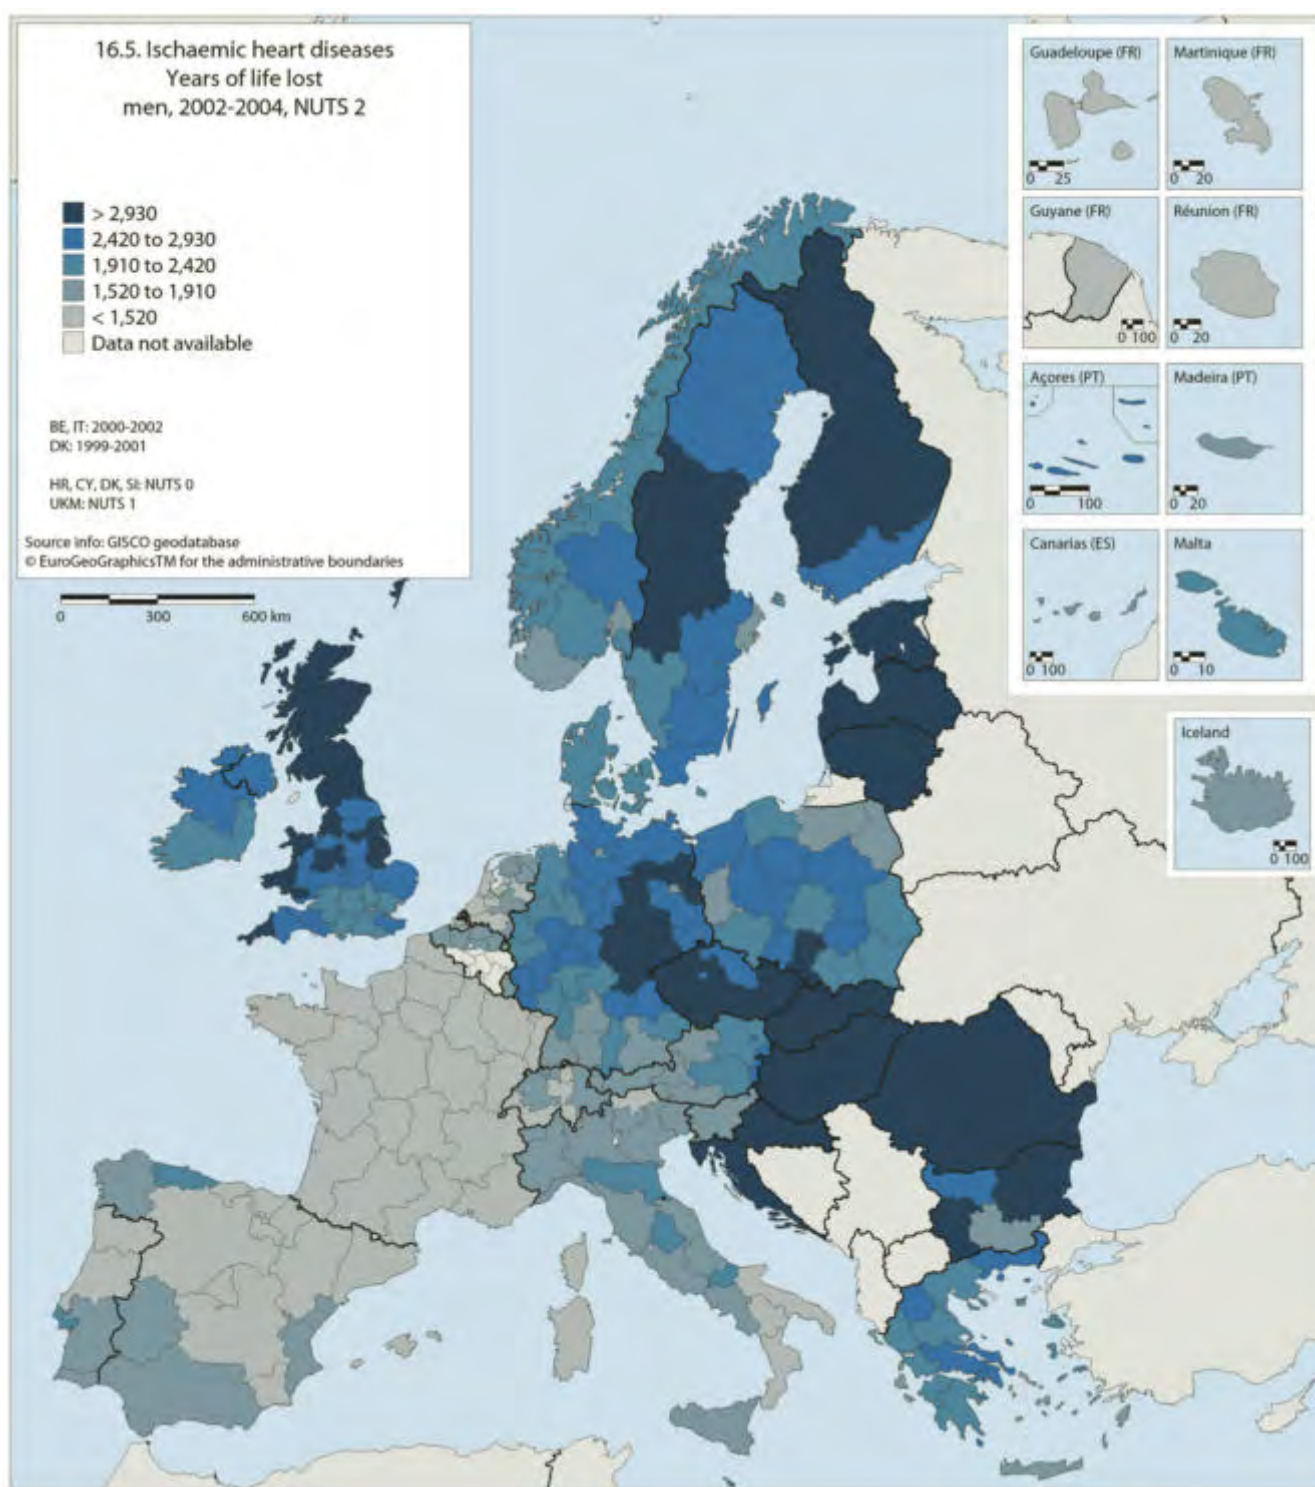 16.5. Ischaemic heart diseases
Years of life lost
men, 2002-2004, NUTS 2
> 2,930
2,420 to 2,930
1,910 to 2,420
1,520 to 1,910
< 1,520
Data not available
BE, IT: 2000-2002
DK: 1999-2001
HR, CY, DK, SI: NUTS 0
UKM: NUTS 1
Source info: GISCO geodatabase
© EuroGeoGraphicsTM for the administrative boundaries
0 300 600 km
Guadeloupe (FR)
0 25
Martinique (FR)
0 20
Guyane (FR)
0 100
Réunion (FR)
0 20
Açores (PT)
0 100
Madeira (PT)
0 20
Canarias (ES)
0 100
Malta
0 10
Iceland
0 100